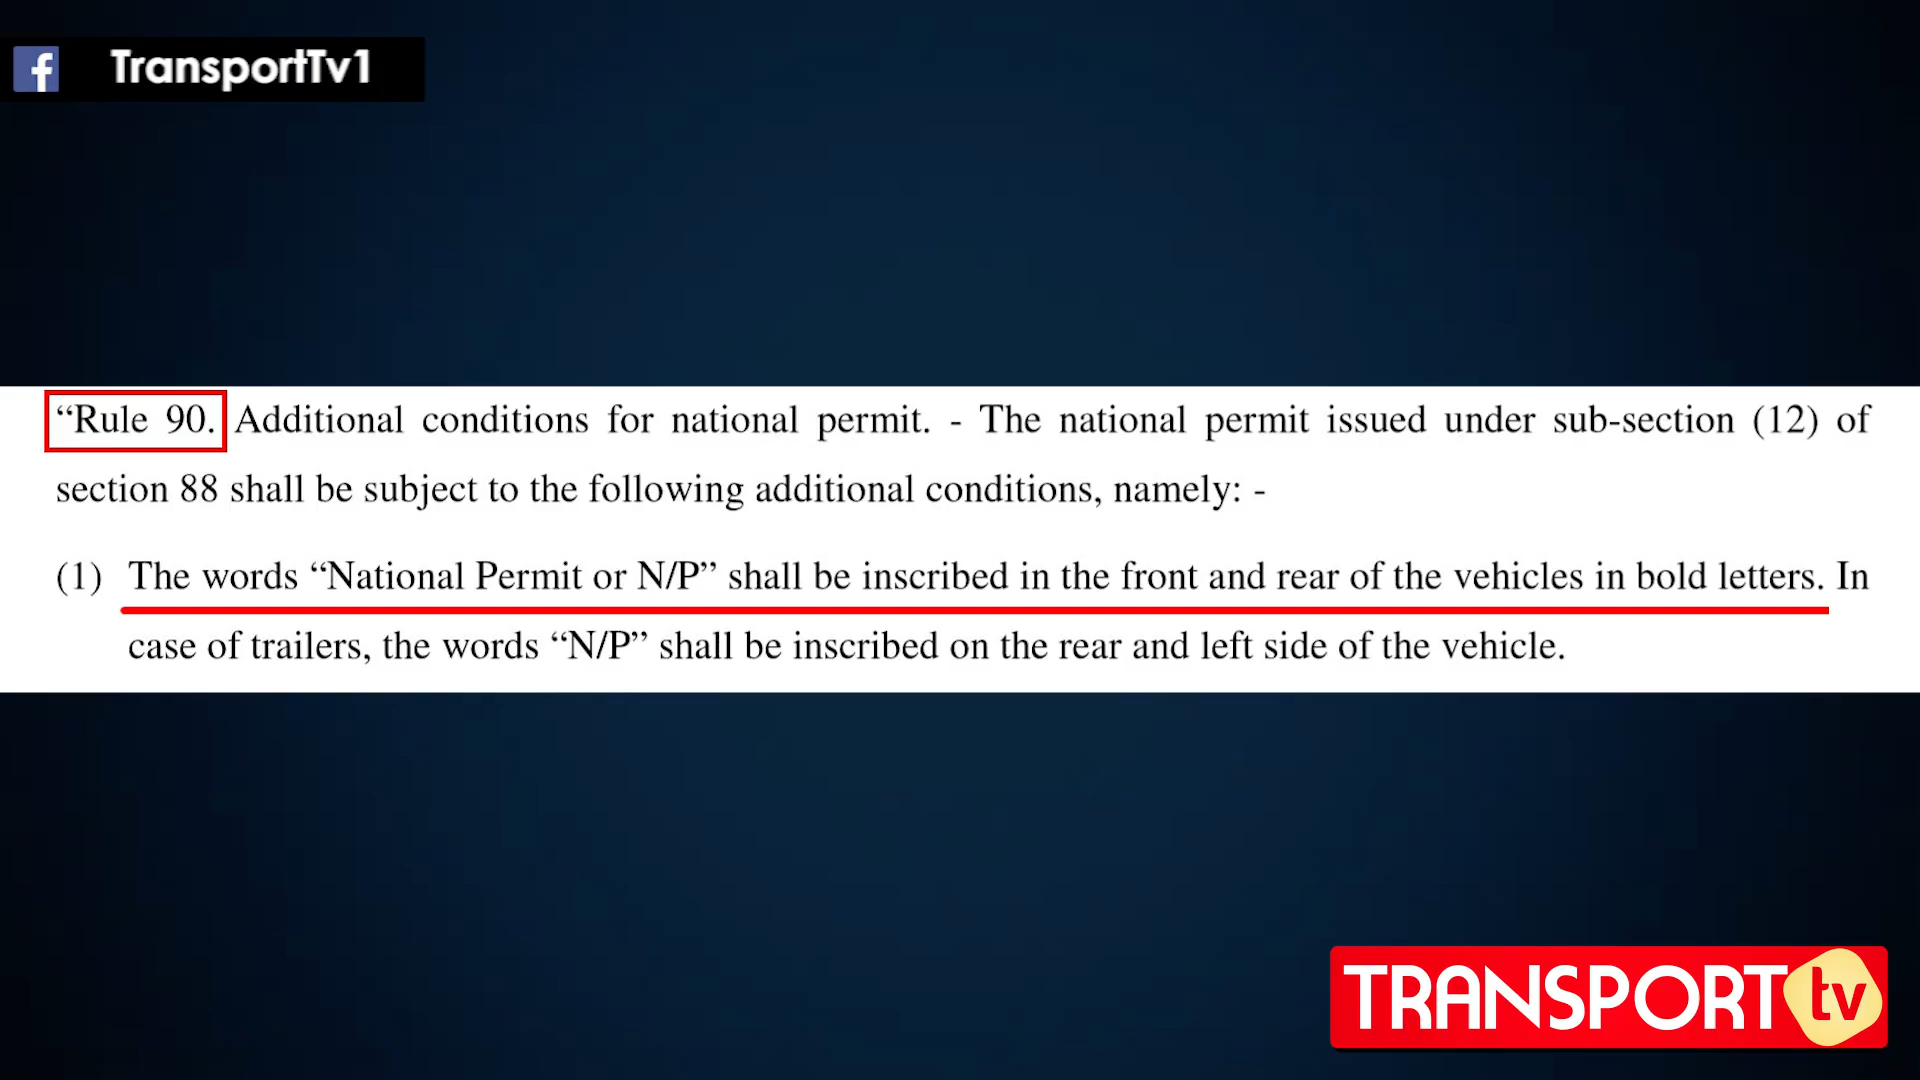 TransportTv1
“Rule 90. Additional conditions for national permit. - The national permit issued under sub-section (12) of
section 88 shall be subject to the following additional conditions, namely: -
(1) The words “National Permit or N/P” shall be inscribed in the front and rear of the vehicles in bold letters. In
case of trailers, the words “N/P” shall be inscribed on the rear and left side of the vehicle.
TRANSPORT tv